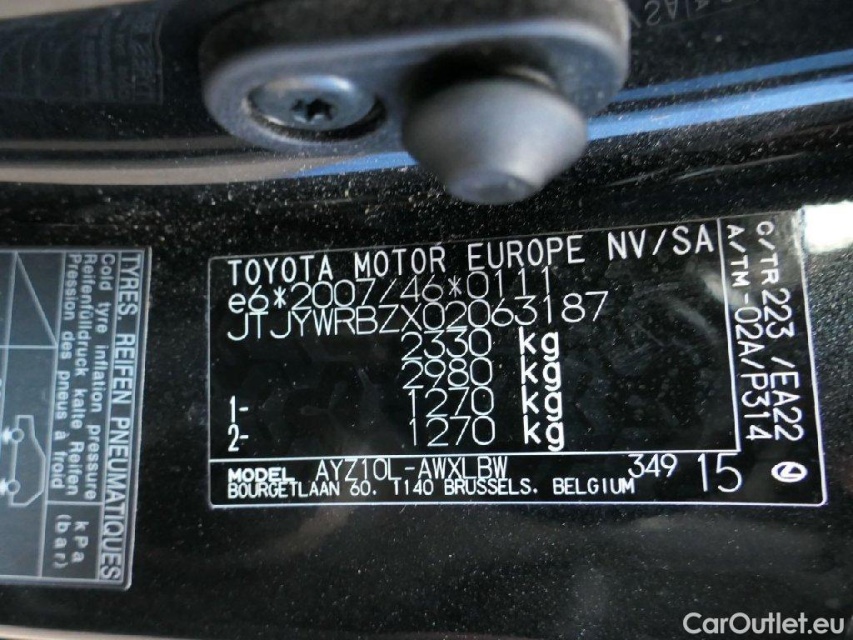 TOYOTA MOTOR EUROPE NV/SA
e6*2007/46*0111
JTJYWRBZX02063187
2330 kg
2980 kg
1- 1270 kg
2- 1270 kg
MODEL AYZ10L-AWXLBW 349 15
BOURGETLAAN 60. 1140 BRUSSELS. BELGIUM
C/TR 223 /EA22
A/TM-02A/P314
TYRES REIFEN PNEUMATIQUES
Cold tyre inflation pressure kPa
Reifenfülldruck kalte Reifen (bar)
Pression des pneus à froid
CarOutlet.eu